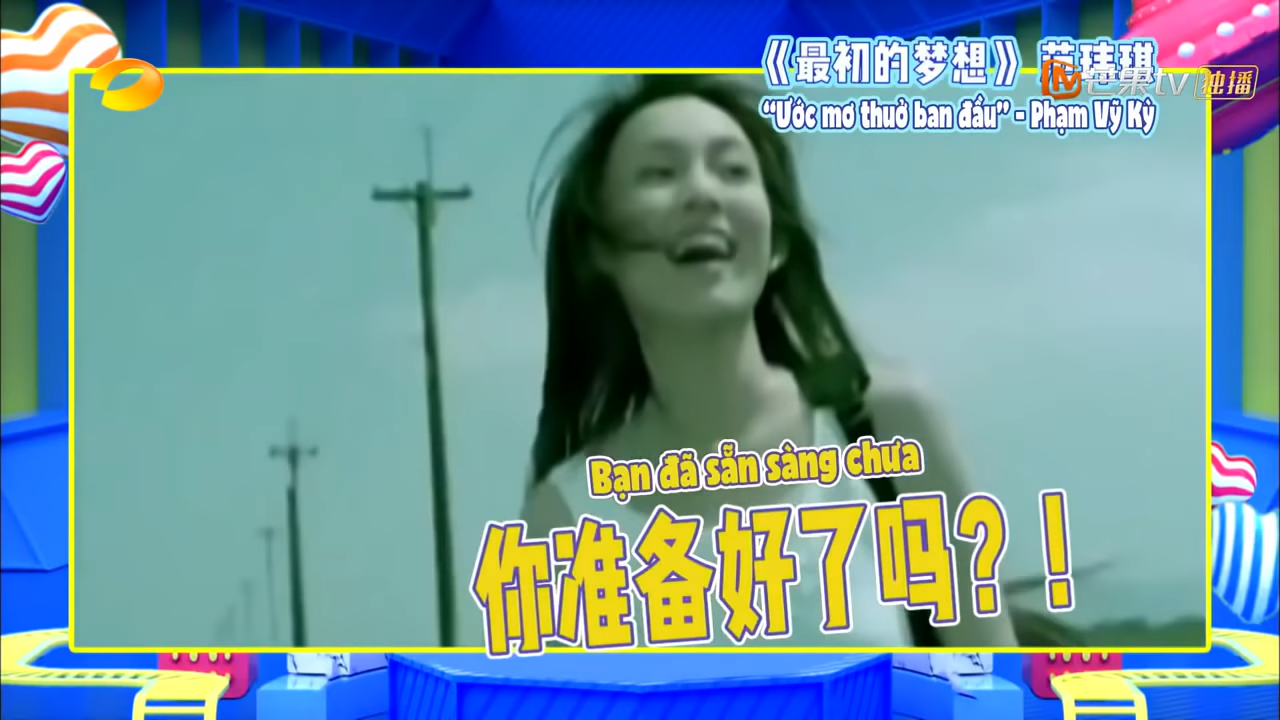 《最初的梦想》 范玮琪
芒果tv 独播
“Ước mơ thuở ban đầu” - Phạm Vỹ Kỳ
Bạn đã sẵn sàng chưa
你准备好了吗？！